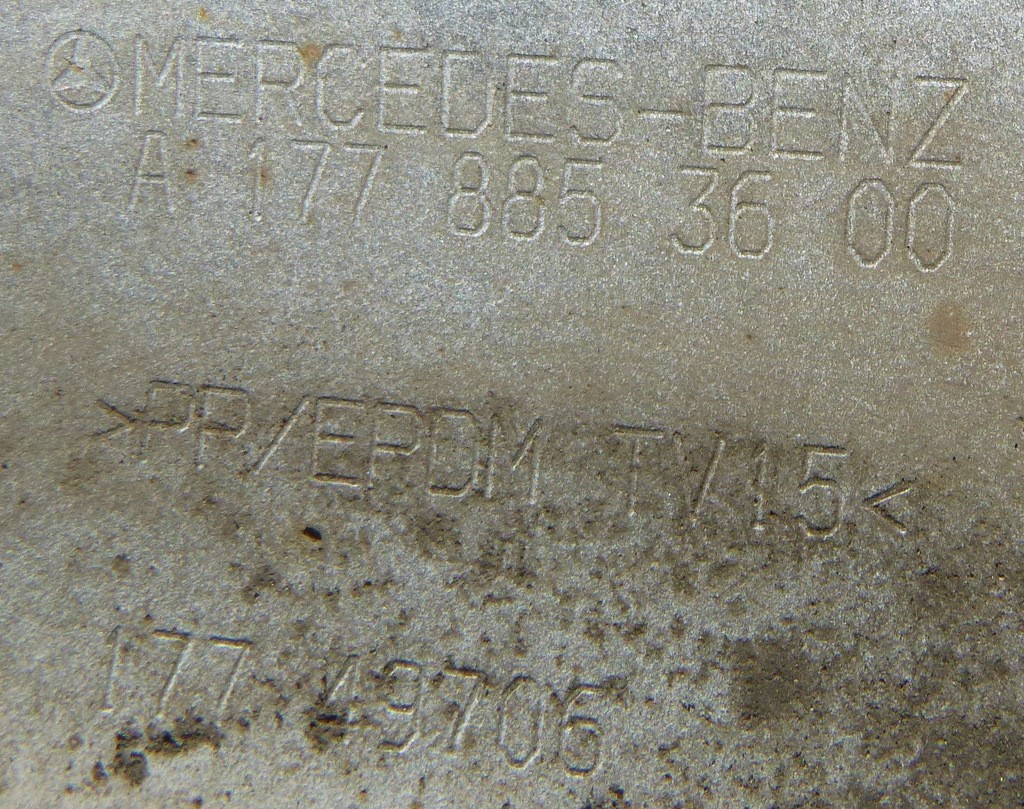 MERCEDES-BENZ
A 177 885 36 00
>PP/EPDM TV15<
177 49706